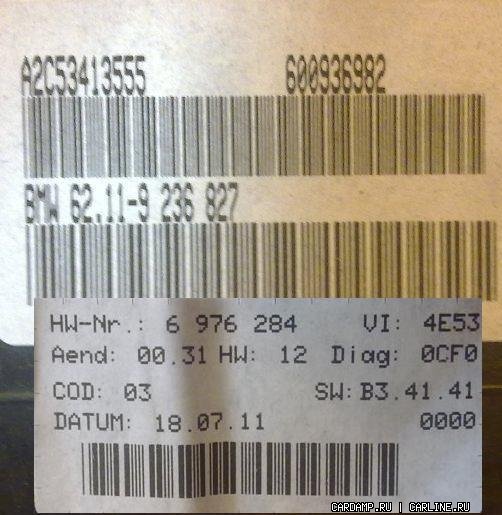 A2C53413555 600936982
BMW 62.11-9 236 827
HW-Nr.: 6 976 284 VI: 4E53
Aend: 00.31 HW: 12 Diag: 0CF0
COD: 03 SW: B3.41.41
DATUM: 18.07.11 0000
CARDAMP.RU | CARLINE.RU